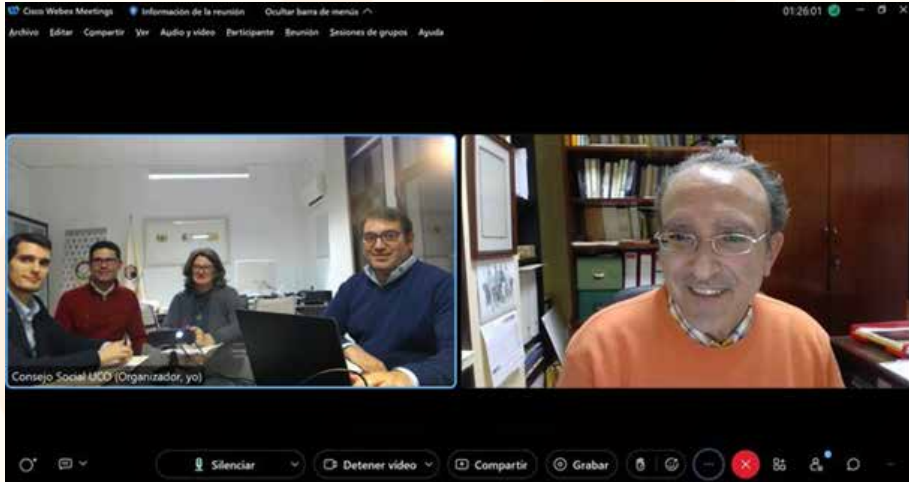 Cisco Webex Meetings Información de la reunión Ocultar barra de menús 01:26:01
Archivo Editar Compartir Ver Audio y vídeo Participante Reunión Sesiones de grupos Ayuda
Consejo Social UCO (Organizador, yo)
Silenciar Detener vídeo Compartir Grabar